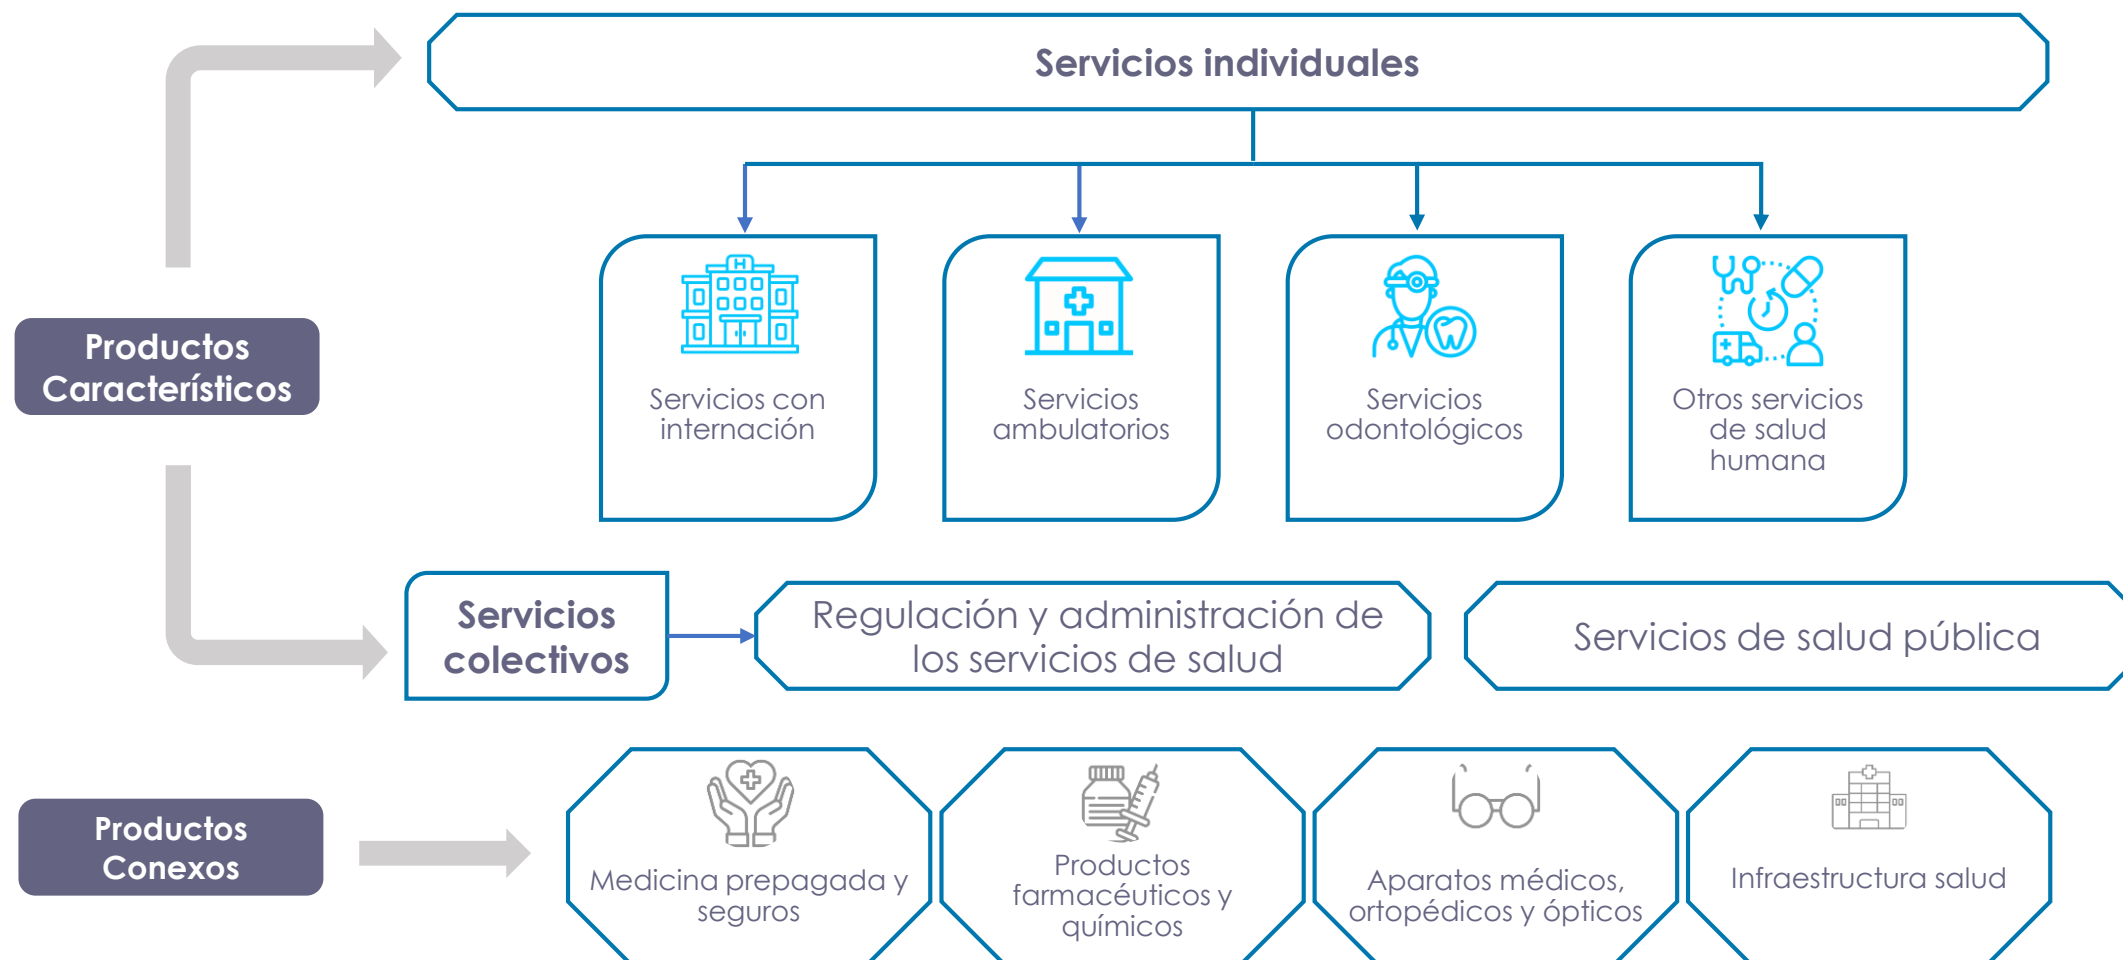 Servicios individuales
Productos
Característicos
Servicios con
internación
Servicios
ambulatorios
Servicios
odontológicos
Otros servicios
de salud
humana
Servicios
colectivos
Regulación y administración de
los servicios de salud
Servicios de salud pública
Productos
Conexos
Medicina prepagada y
seguros
Productos
farmacéuticos y
químicos
Aparatos médicos,
ortopédicos y ópticos
Infraestructura salud